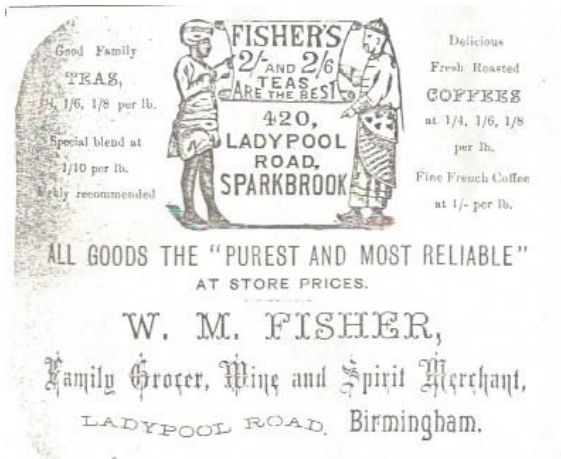 Good Family
TEAS,
1/6, 1/8 per lb.
Special blend at
1/10 per lb.
Highly recommended
FISHER'S
2/- AND 2/6
TEAS
ARE THE BEST
420,
LADYPOOL
ROAD,
SPARKBROOK
Delicious
Fresh Roasted
COFFEES
at 1/4, 1/6, 1/8
per lb.
Fine French Coffee
at 1/- per lb.
ALL GOODS THE "PUREST AND MOST RELIABLE"
AT STORE PRICES.
W. M. FISHER,
Family Grocer, Wine and Spirit Merchant,
LADYPOOL ROAD, Birmingham.